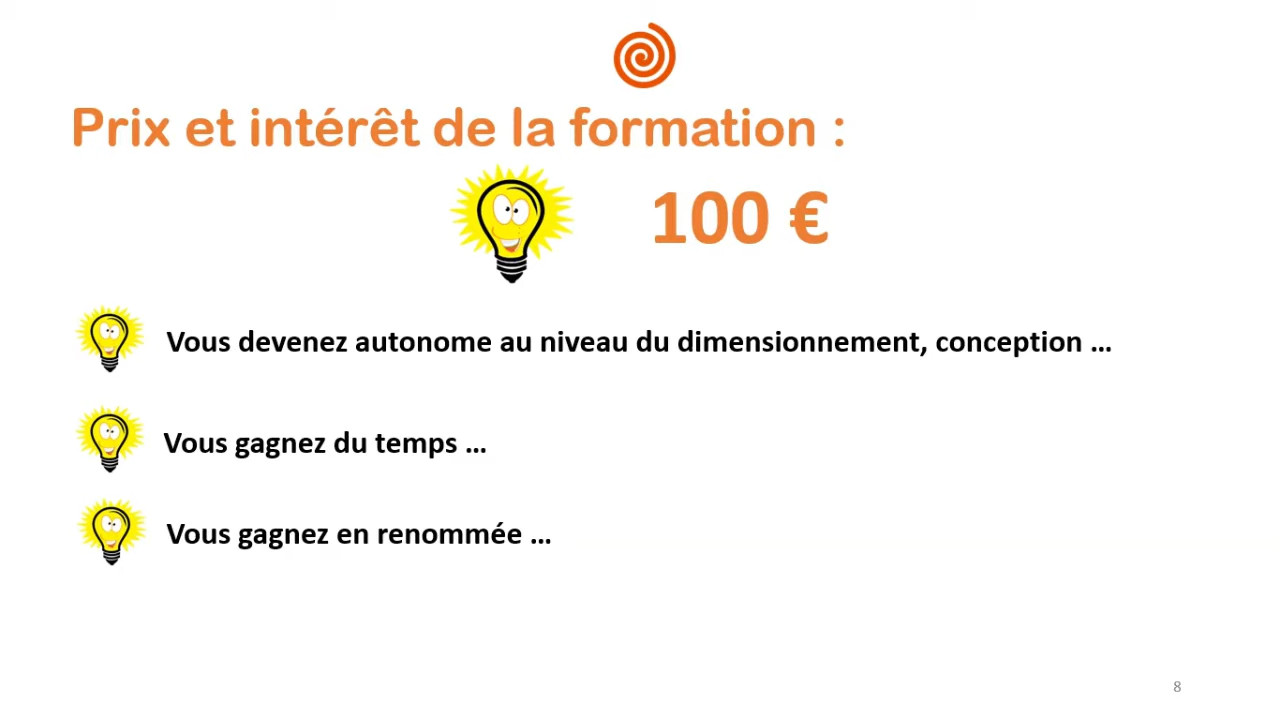 Prix et intérêt de la formation :
100 €
Vous devenez autonome au niveau du dimensionnement, conception ...
Vous gagnez du temps ...
Vous gagnez en renommée ...
8